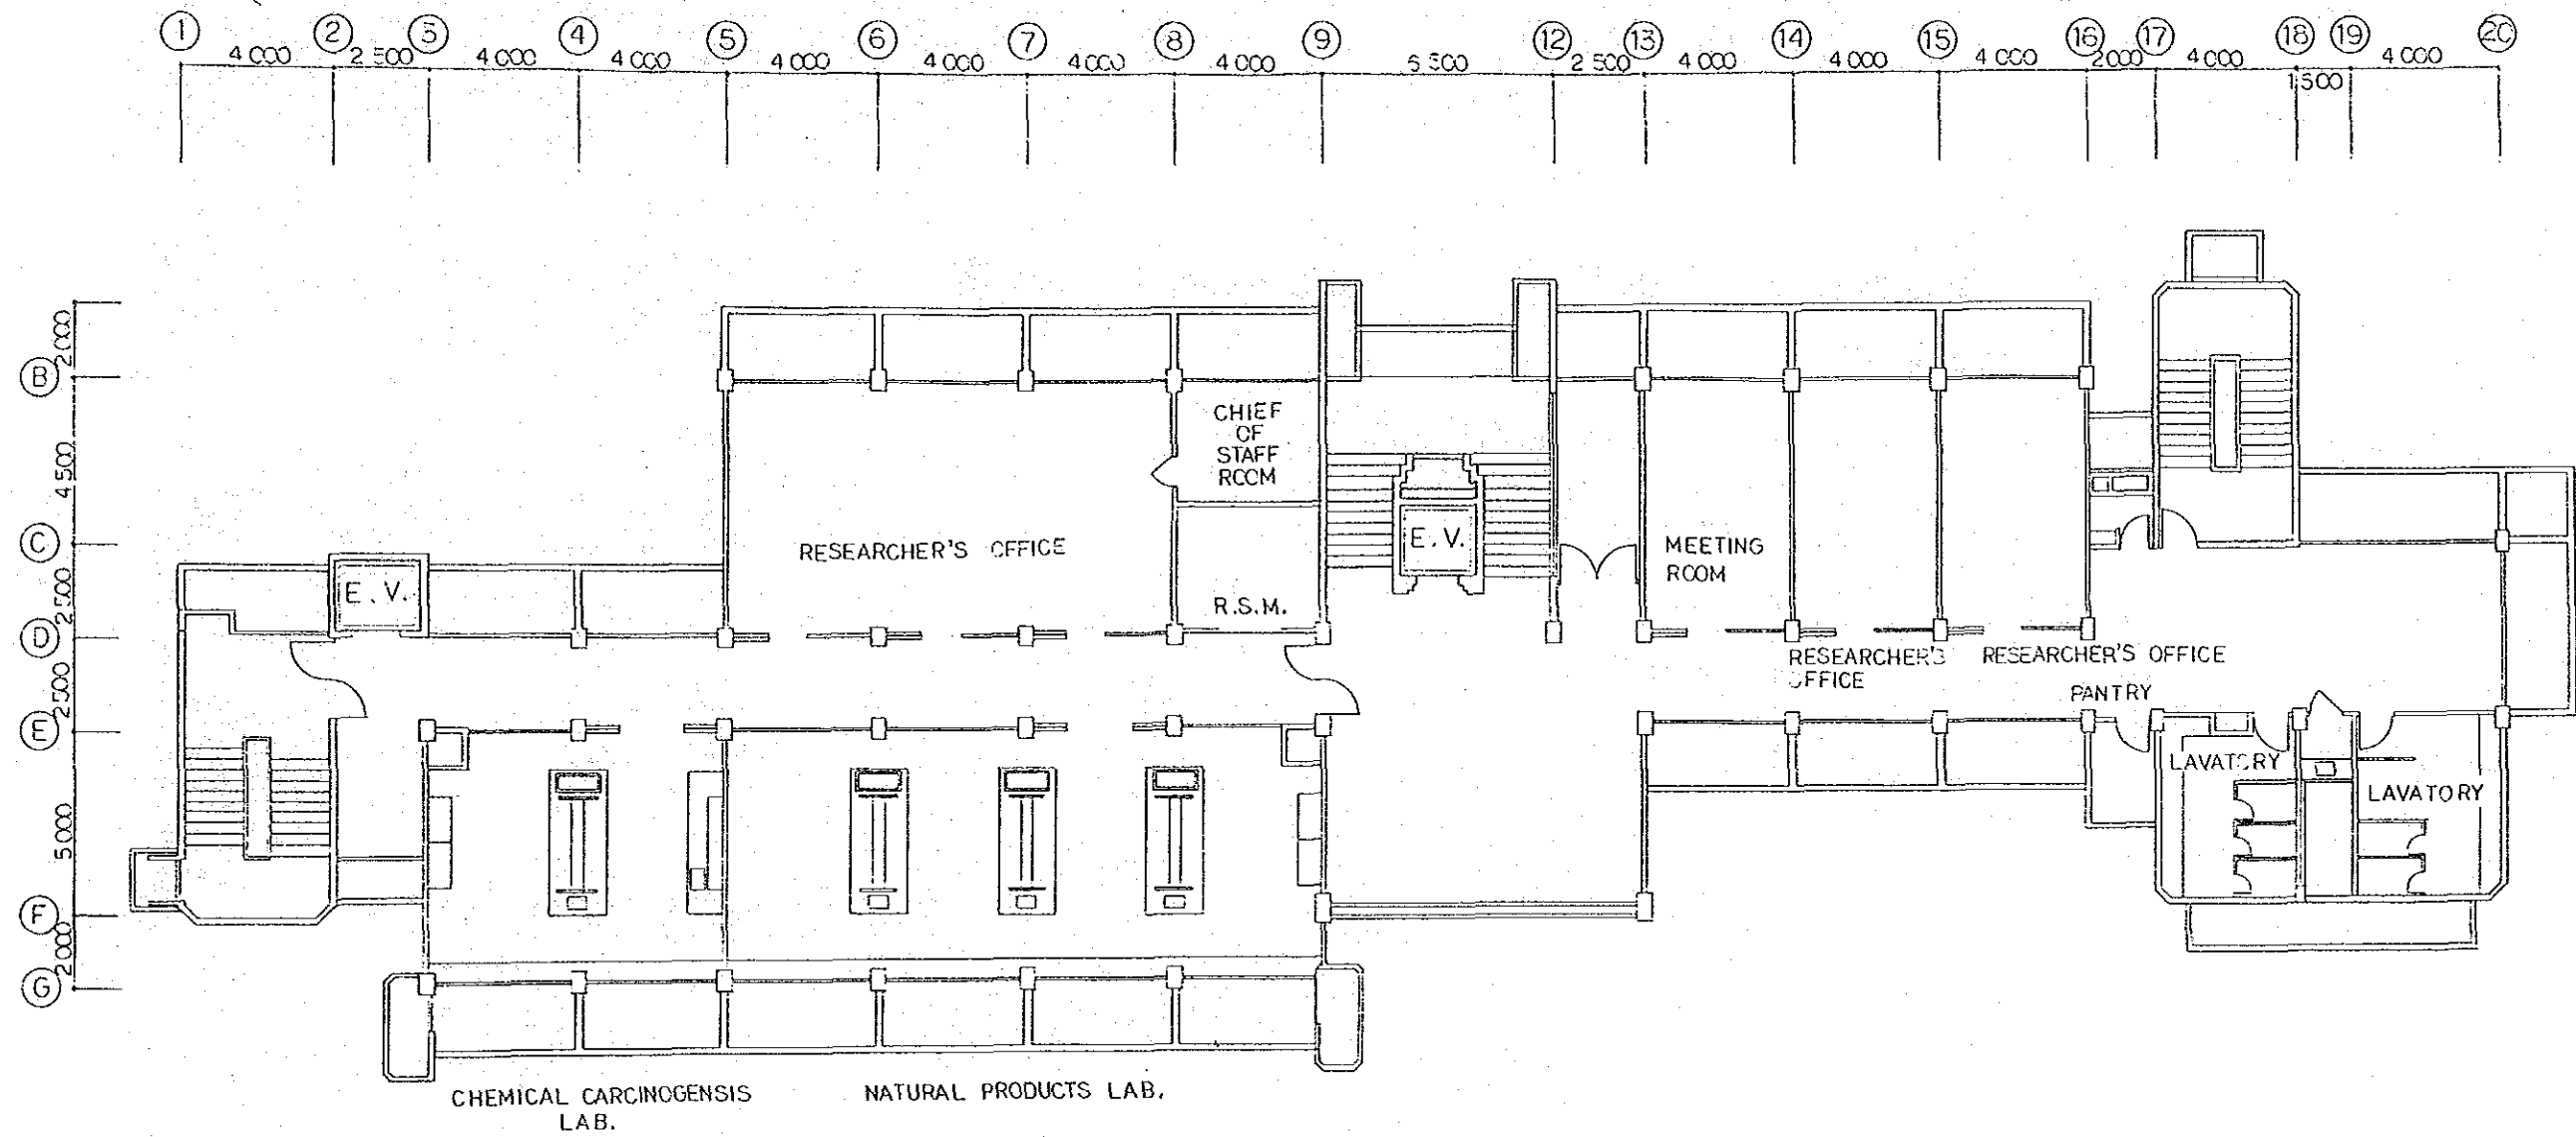 1 2 3 4 5 6 7 8 9 12 13 14 15 16 17 18 19 20
4 000 2 500 4 000 4 000 4 000 4 000 4 000 4 000 2 500 4 000 4 000 4 000 2000 4 000 1500 4 000
2 000
B
4 500
C
2 500
D
2 500
E
5 000
F
2 000
G
CHIEF
OF
STAFF
ROOM
RESEARCHER'S OFFICE
R.S.M.
E.V.
E.V.
MEETING
ROOM
RESEARCHER'S
OFFICE
RESEARCHER'S OFFICE
PANTRY
LAVATORY
LAVATORY
CHEMICAL CARCINOGENSIS
LAB.
NATURAL PRODUCTS LAB.